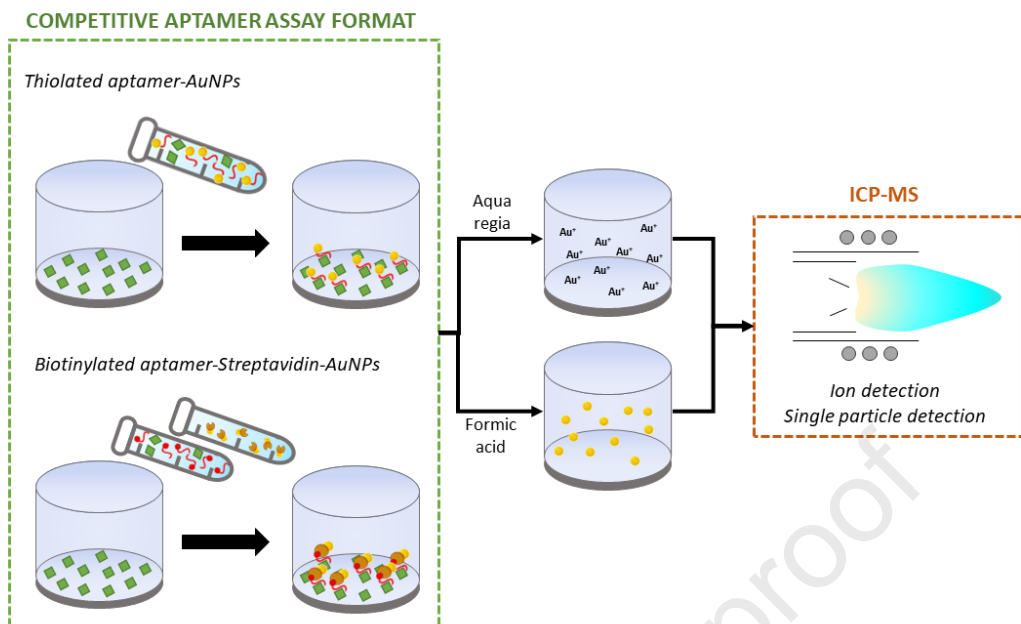 COMPETITIVE APTAMER ASSAY FORMAT
Thiolated aptamer-AuNPs
Biotinylated aptamer-Streptavidin-AuNPs
Aqua
regia
Formic
acid
Au⁺
Au⁺
Au⁺
Au⁺
Au⁺
Au⁺
Au⁺
Au⁺
Au⁺
ICP-MS
Ion detection
Single particle detection
proof